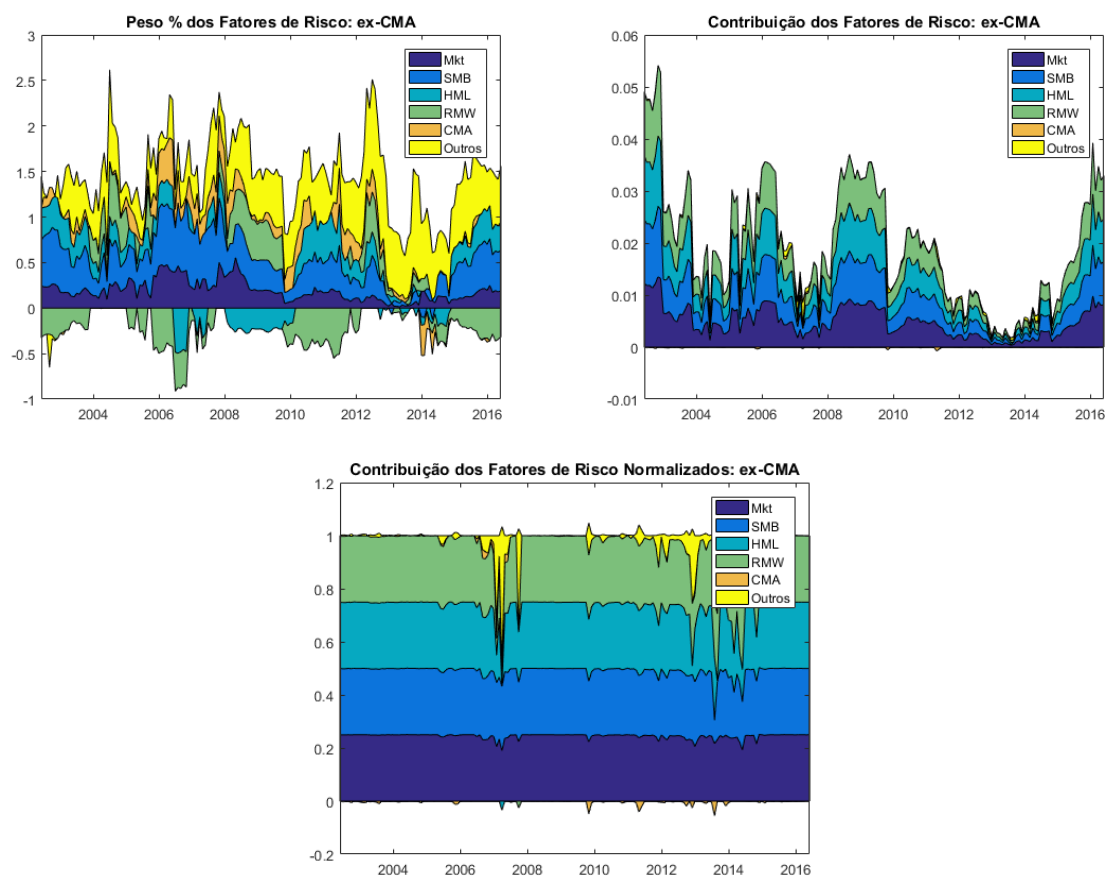 Peso % dos Fatores de Risco: ex-CMA
3
2.5
2
1.5
1
0.5
0
-0.5
-1
2004 2006 2008 2010 2012 2014 2016
Mkt
SMB
HML
RMW
CMA
Outros
Contribuição dos Fatores de Risco: ex-CMA
0.06
0.05
0.04
0.03
0.02
0.01
0
-0.01
2004 2006 2008 2010 2012 2014 2016
Mkt
SMB
HML
RMW
CMA
Outros
Contribuição dos Fatores de Risco Normalizados: ex-CMA
1.2
1
0.8
0.6
0.4
0.2
0
-0.2
2004 2006 2008 2010 2012 2014 2016
Mkt
SMB
HML
RMW
CMA
Outros